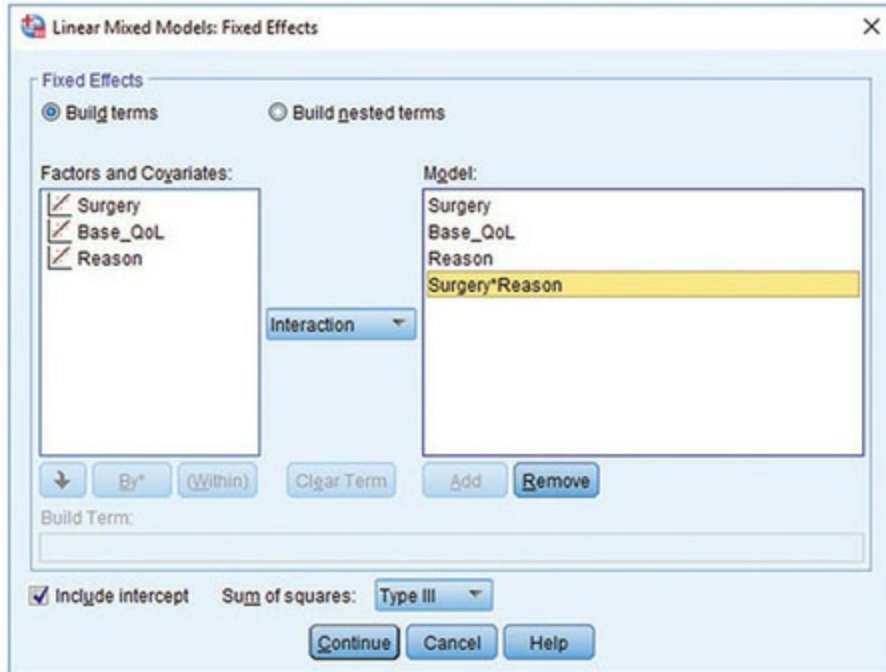 Linear Mixed Models: Fixed Effects
Fixed Effects
Build terms
Build nested terms
Factors and Covariates:
Surgery
Base_QoL
Reason
Interaction
Model:
Surgery
Base_QoL
Reason
Surgery*Reason
By*
(Within)
Clear Term
Add
Remove
Build Term:
Include intercept
Sum of squares:
Type III
Continue
Cancel
Help